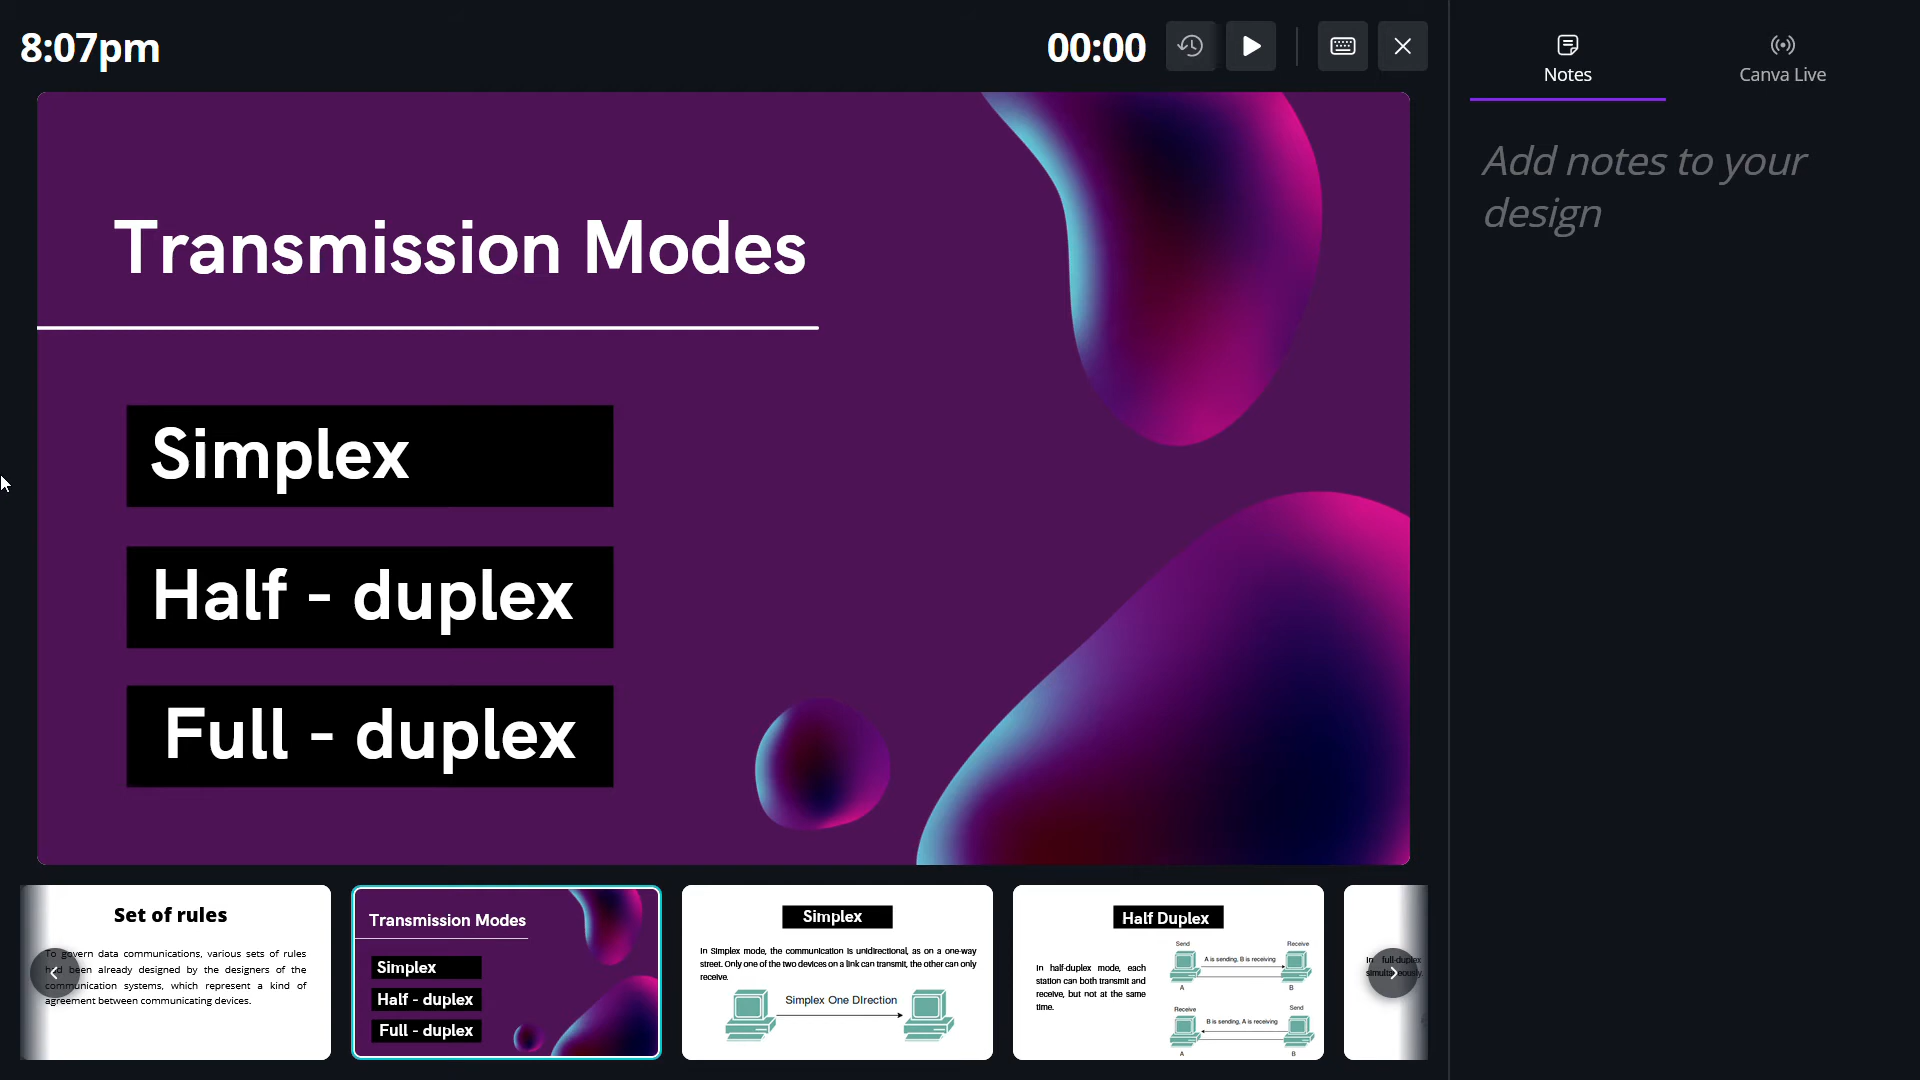 8:07pm
00:00
Notes
Canva Live
Add notes to your
design
Transmission Modes
Simplex
Half - duplex
Full - duplex
Set of rules
To govern data communications, various sets of rules
had been already designed by the designers of the
communication systems, which represent a kind of
agreement between communicating devices.
Transmission Modes
Simplex
Half - duplex
Full - duplex
Simplex
In Simplex mode, the communication is unidirectional, as on a one-way
street. Only one of the two devices on a link can transmit, the other can only
receive.
Simplex One DIrection
Half Duplex
In half-duplex mode, each
station can both transmit and
receive, but not at the same
time.
Send
Receive
A is sending, B is receiving
A
B
Receive
Send
B is sending, A is receiving
A
B
In full-duplex
simultaneously.